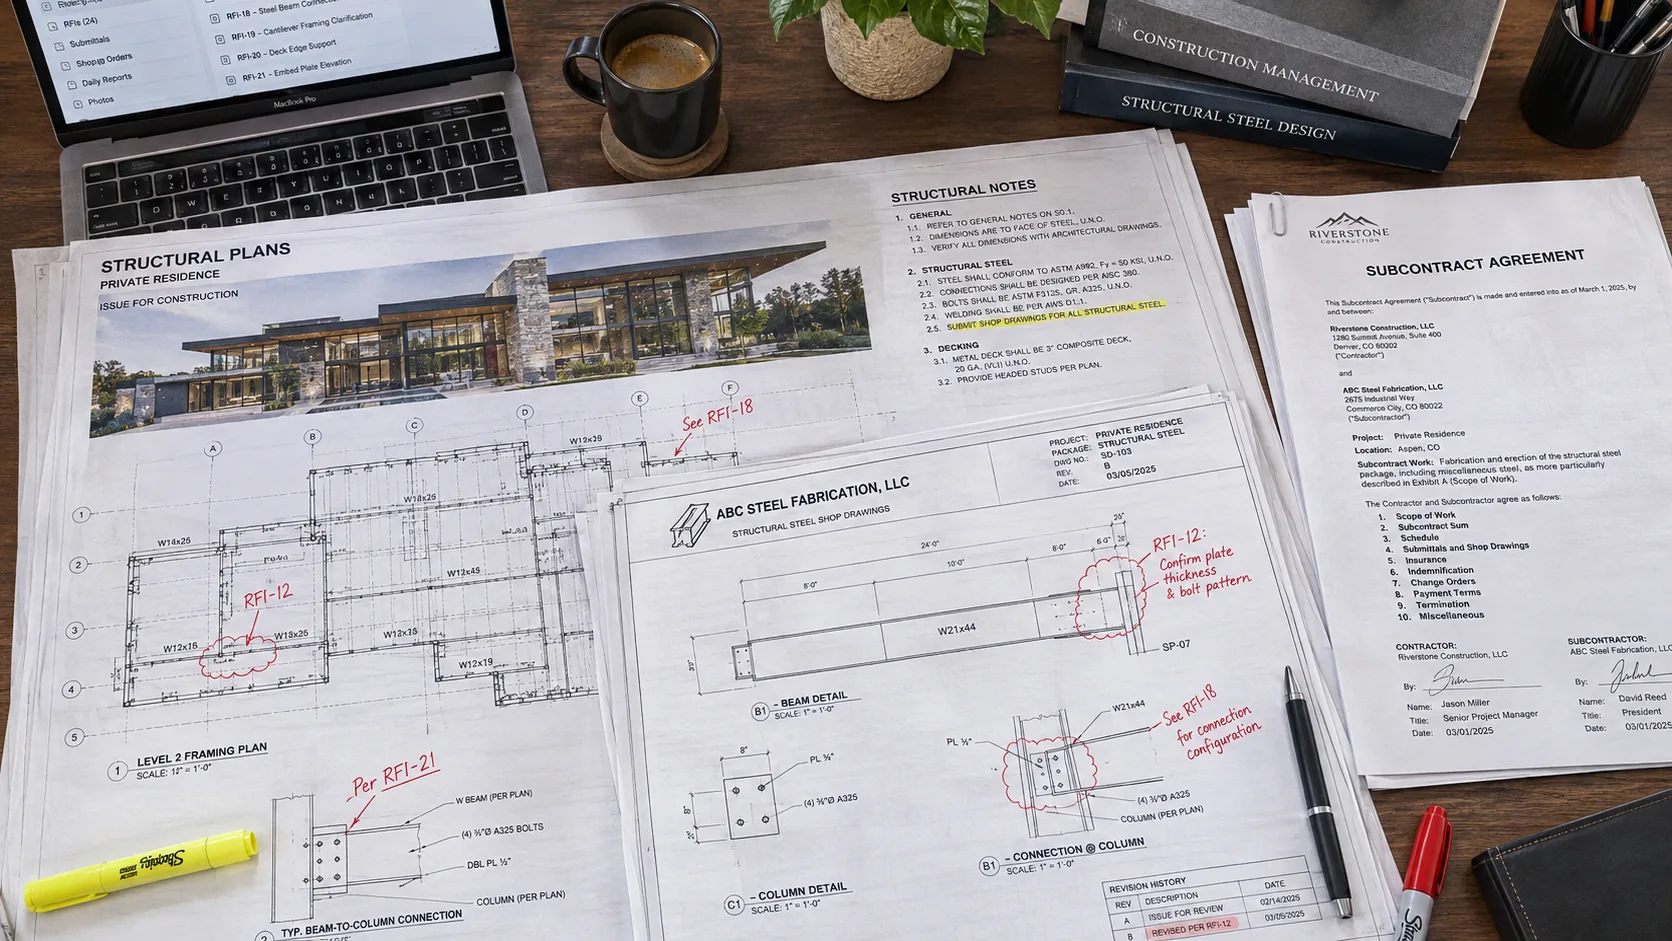 RFIs (24)
Submittals
Daily Reports
Photos
RFI-18 – Steel Beam
RFI-19 – Cantilever Framing Clarification
RFI-20 – Deck Edge Support
RFI-21 – Embed Plate Elevation
MacBook Pro
CONSTRUCTION MANAGEMENT
STRUCTURAL STEEL DESIGN
STRUCTURAL PLANS
PRIVATE RESIDENCE
ISSUE FOR CONSTRUCTION
STRUCTURAL NOTES
1. GENERAL
1.1. REFER TO GENERAL NOTES ON S0.1.
1.2. DIMENSIONS ARE TO FACE OF STEEL, U.N.O.
1.3. VERIFY ALL DIMENSIONS WITH ARCHITECTURAL DRAWINGS.
2. STRUCTURAL STEEL
2.1. STEEL SHALL CONFORM TO ASTM A992, Fy = 50 KSI, U.N.O.
2.2. CONNECTIONS SHALL BE DESIGNED PER AISC 360.
2.3. BOLTS SHALL BE ASTM F3125, GR. A325, U.N.O.
2.4. WELDING SHALL BE PER AWS D1.1.
2.5. SUBMIT SHOP DRAWINGS FOR ALL STRUCTURAL STEEL.
3. DECKING
3.1. METAL DECK SHALL BE 3" COMPOSITE DECK,
20 GA. (VLI) U.N.O.
3.2. PROVIDE HEADED STUDS PER PLAN.
A
B
C
D
E
F
See RFI-18
1
2
3
4
5
W14x26
W18x26
W12x45
RFI-12
W12x16
W12x19
1 LEVEL 2 FRAMING PLAN
SCALE: 12" = 1'-0"
Per RFI-21
W BEAM (PER PLAN)
(4) ¾"Ø A325 BOLTS
DBL PL ½"
COLUMN (PER PLAN)
2 TYP. BEAM-TO-COLUMN CONNECTION
Sharpie
ABC STEEL FABRICATION, LLC
STRUCTURAL STEEL SHOP DRAWINGS
PROJECT: PRIVATE RESIDENCE
PACKAGE: STRUCTURAL STEEL
DWG NO.: SD-103
REV. B
DATE: 03/05/2025
24'-0"
10'-0"
W21x44
RFI-12:
Confirm plate
thickness
& bolt pattern
SP-07
B1 – BEAM DETAIL
SCALE: 1" = 1'-0"
8"
PL ½"
(4) ¾"Ø A325
C1 – COLUMN DETAIL
SCALE: 1" = 1'-0"
PL ½"
W21x44
See RFI-18
for connection
configuration
(4) ¾"Ø A325
COLUMN (PER PLAN)
B1 – CONNECTION @ COLUMN
SCALE: 1" = 1'-0"
REVISION HISTORY
REV DESCRIPTION DATE
A ISSUE FOR REVIEW 02/14/2025
B REVISED PER RFI-12 03/05/2025
RIVERSTONE
CONSTRUCTION
SUBCONTRACT AGREEMENT
This Subcontract Agreement ("Subcontract") is made and entered into as of March 1, 2025, by
and between:
Riverstone Construction, LLC
1280 Summit Avenue, Suite 400
Denver, CO 80202
("Contractor")
and
ABC Steel Fabrication, LLC
2675 Industrial Way
Commerce City, CO 80022
("Subcontractor")
Project: Private Residence
Location: Aspen, CO
Subcontract Work: Fabrication and erection of the structural steel
package, including miscellaneous steel, as more particularly
described in Exhibit A (Scope of Work).
The Contractor and Subcontractor agree as follows:
1. Scope of Work
2. Subcontract Sum
3. Schedule
4. Submittals and Shop Drawings
5. Insurance
6. Indemnification
7. Change Orders
8. Payment Terms
9. Termination
10. Miscellaneous
CONTRACTOR:
Riverstone Construction, LLC
By:
Name: Jason Miller
Title: Senior Project Manager
Date: 03/01/2025
SUBCONTRACTOR:
ABC Steel Fabrication, LLC
By:
Name: David Reed
Title: President
Date: 03/01/2025